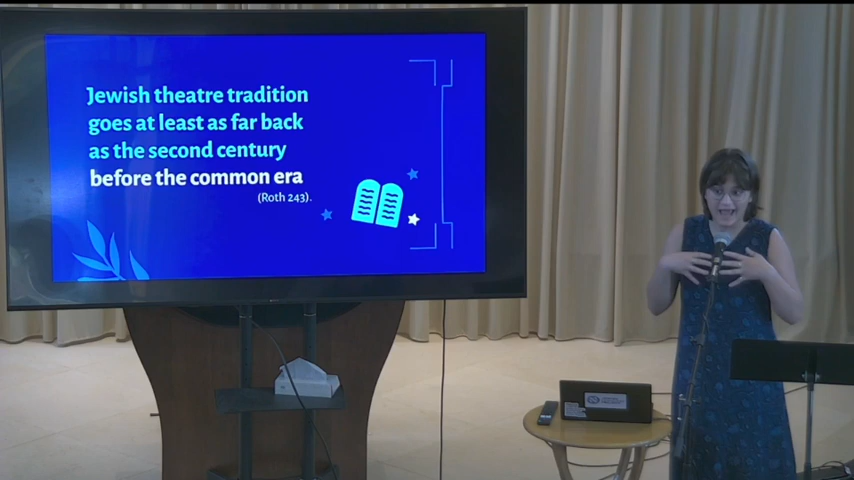 Jewish theatre tradition
goes at least as far back
as the second century
before the common era
(Roth 243).